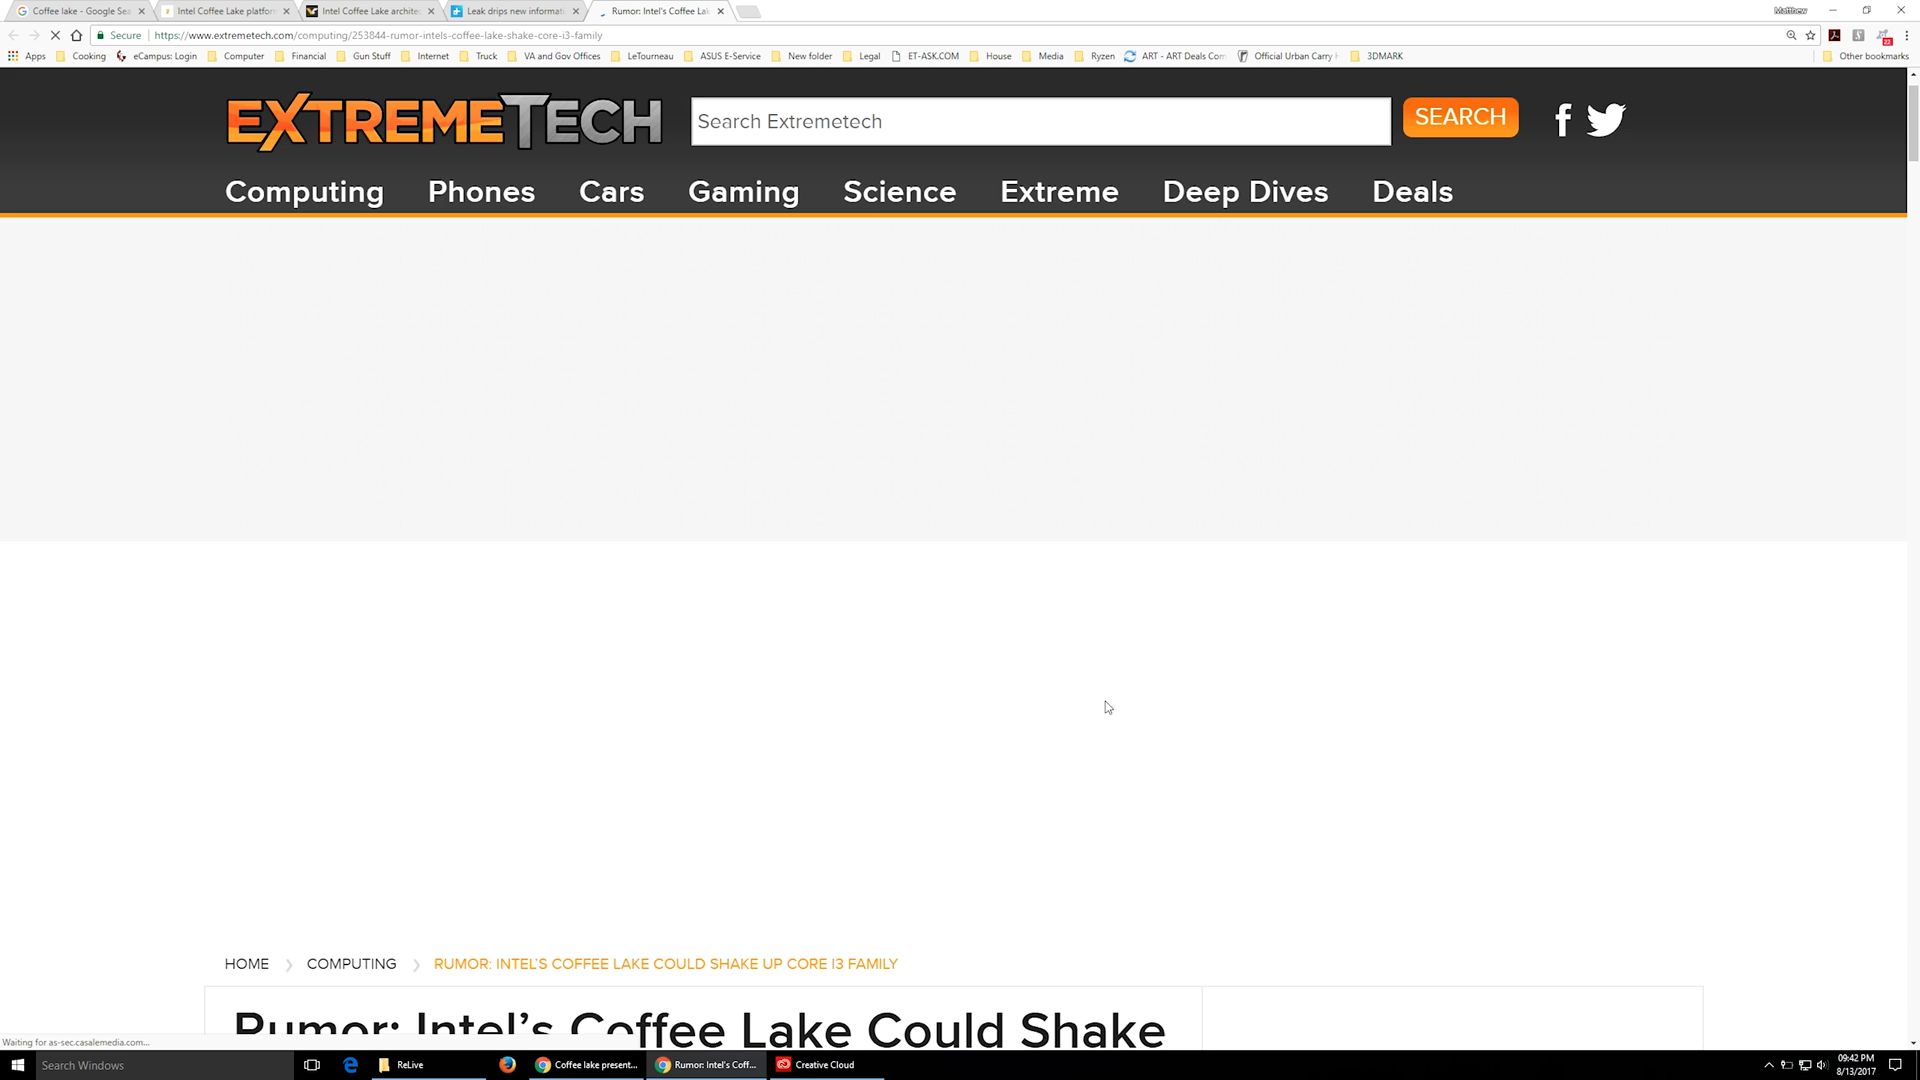 Coffee lake - Google Sea
Intel Coffee Lake platfor
Intel Coffee Lake archite
Leak drips new informati
Rumor: Intel's Coffee Lak
Matthew
Secure
https://www.extremetech.com/computing/253844-rumor-intels-coffee-lake-shake-core-i3-family
22
Apps Cooking eCampus: Login Computer Financial Gun Stuff Internet Truck VA and Gov Offices LeTourneau ASUS E-Service New folder Legal ET-ASK.COM House Media Ryzen ART - ART Deals Com Official Urban Carry H 3DMARK Other bookmarks
EXTREMETECH
Search Extremetech
SEARCH
Computing Phones Cars Gaming Science Extreme Deep Dives Deals
HOME COMPUTING RUMOR: INTEL'S COFFEE LAKE COULD SHAKE UP CORE I3 FAMILY
Rumor: Intel's Coffee Lake Could Shake
Waiting for as-sec.casalemedia.com...
Search Windows
ReLive
Coffee lake present...
Rumor: Intel's Coff...
Creative Cloud
09:42 PM
8/13/2017